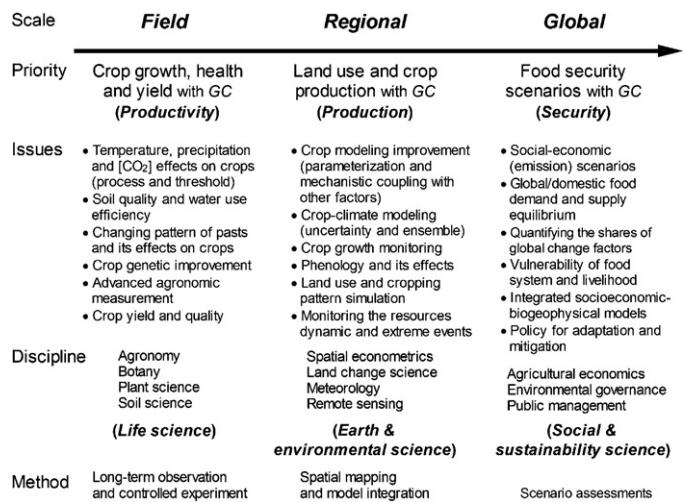 Scale Field Regional Global
Priority Crop growth, health Land use and crop Food security
and yield with GC production with GC scenarios with GC
(Productivity) (Production) (Security)
Issues
• Temperature, precipitation
and [CO₂] effects on crops
(process and threshold)
• Soil quality and water use
efficiency
• Changing pattern of pasts
and its effects on crops
• Crop genetic improvement
• Advanced agronomic
measurement
• Crop yield and quality
• Crop modeling improvement
(parameterization and
mechanistic coupling with
other factors)
• Crop-climate modeling
(uncertainty and ensemble)
• Crop growth monitoring
• Phenology and its effects
• Land use and cropping
pattern simulation
• Monitoring the resources
dynamic and extreme events
• Social-economic
(emission) scenarios
• Global/domestic food
demand and supply
equilibrium
• Quantifying the shares of
global change factors
• Vulnerability of food
system and livelihood
• Integrated socioeconomic-
biogeophysical models
• Policy for adaptation and
mitigation
Discipline
Agronomy
Botany
Plant science
Soil science
(Life science)
Spatial econometrics
Land change science
Meteorology
Remote sensing
(Earth &
environmental science)
Agricultural economics
Environmental governance
Public management
(Social &
sustainability science)
Method
Long-term observation
and controlled experiment
Spatial mapping
and model integration
Scenario assessments